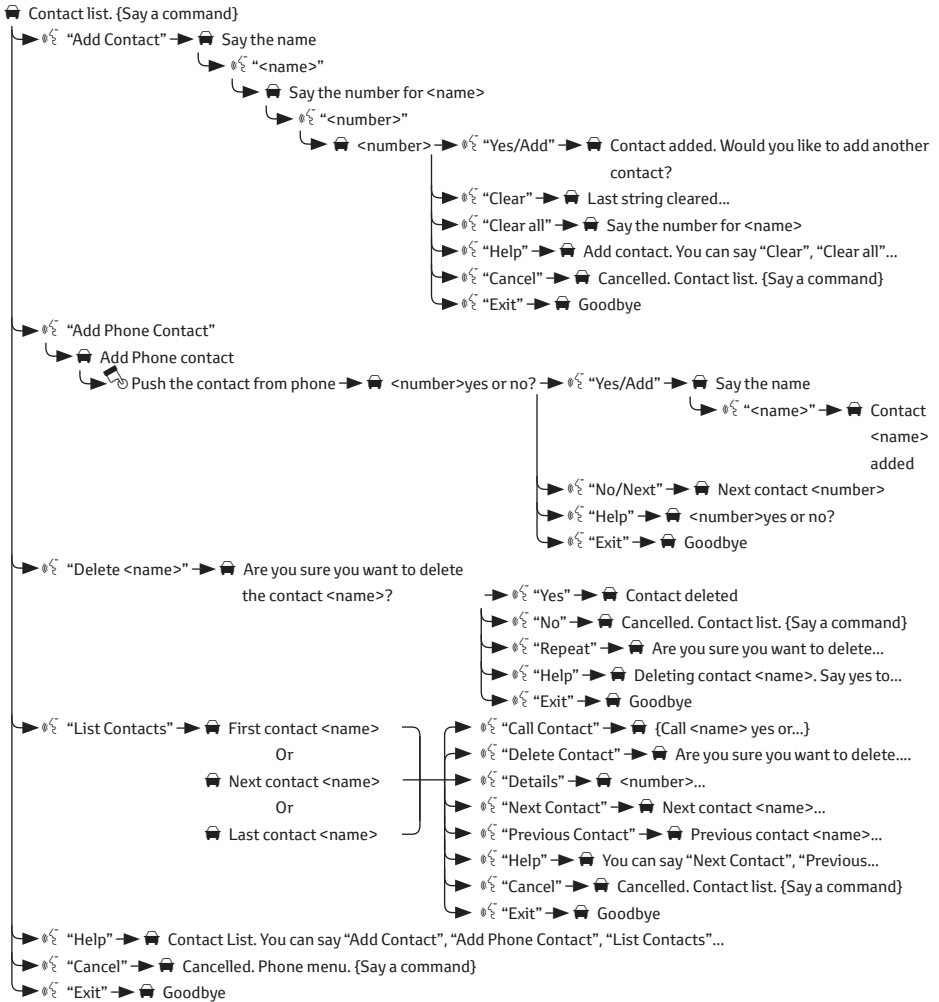 Contact list. {Say a command}
“Add Contact” Say the name
“<name>”
Say the number for <name>
“<number>”
<number> “Yes/Add” Contact added. Would you like to add another
contact?
“Clear” Last string cleared...
“Clear all” Say the number for <name>
“Help” Add contact. You can say “Clear”, “Clear all”...
“Cancel” Cancelled. Contact list. {Say a command}
“Exit” Goodbye
“Add Phone Contact”
Add Phone contact
Push the contact from phone <number>yes or no? “Yes/Add” Say the name
“<name>” Contact
<name>
added
“No/Next” Next contact <number>
“Help” <number>yes or no?
“Exit” Goodbye
“Delete <name>” Are you sure you want to delete
the contact <name>?
“Yes” Contact deleted
“No” Cancelled. Contact list. {Say a command}
“Repeat” Are you sure you want to delete...
“Help” Deleting contact <name>. Say yes to...
“Exit” Goodbye
“List Contacts” First contact <name> “Call Contact” {Call <name> yes or...}
Or “Delete Contact” Are you sure you want to delete....
Next contact <name> “Details” <number>...
Or “Next Contact” Next contact <name>...
Last contact <name> “Previous Contact” Previous contact <name>...
“Help” You can say “Next Contact”, “Previous...
“Cancel” Cancelled. Contact list. {Say a command}
“Exit” Goodbye
“Help” Contact List. You can say “Add Contact”, “Add Phone Contact”, “List Contacts”...
“Cancel” Cancelled. Phone menu. {Say a command}
“Exit” Goodbye